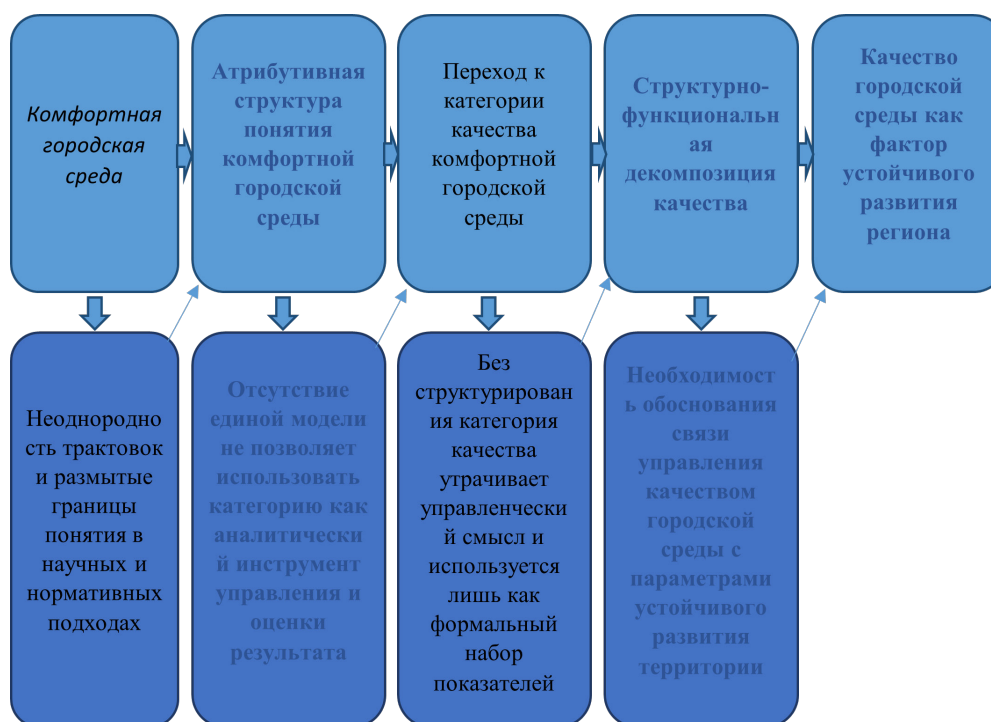 Комфортная
городская
среда
Атрибутивная
структура
понятия
комфортной
городской
среды
Переход к
категории
качества
комфортной
городской
среды
Структурно-
функциональн
ая
декомпозиция
качества
Качество
городской
среды как
фактор
устойчивого
развития
региона
Неоднородно
сть трактовок
и размытые
границы
понятия в
научных и
нормативных
подходах
Отсутствие
единой модели
не позволяет
использовать
категорию как
аналитически
й инструмент
управления и
оценки
результата
Без
структурирован
ия категория
качества
утрачивает
управленчески
й смысл и
используется
лишь как
формальный
набор
показателей
Необходимост
ь обоснования
связи
управления
качеством
городской
среды с
параметрами
устойчивого
развития
территории